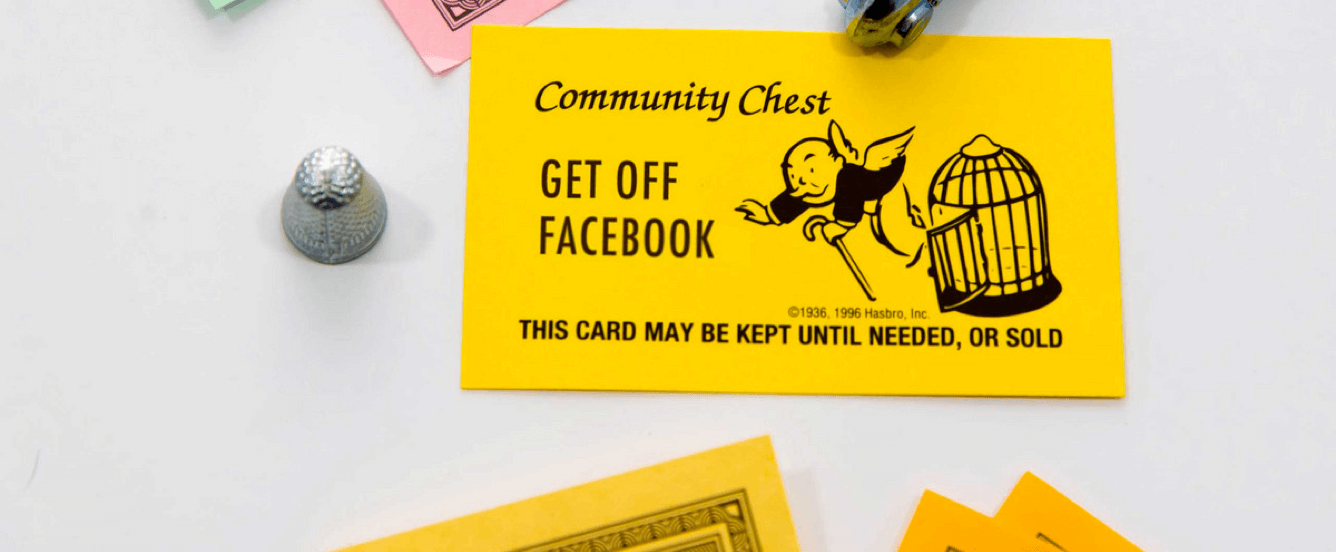 Community Chest
GET OFF
FACEBOOK
©1936, 1996 Hasbro, Inc.
THIS CARD MAY BE KEPT UNTIL NEEDED, OR SOLD